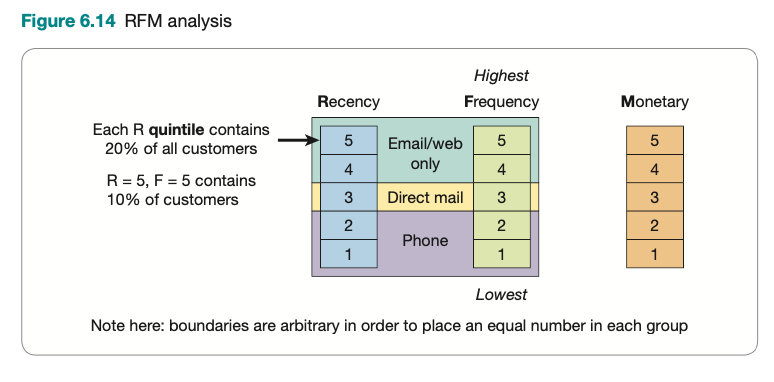 Figure 6.14 RFM analysis
Highest
Recency Frequency Monetary
Each R quintile contains
20% of all customers
R = 5, F = 5 contains
10% of customers
5 Email/web only 5 5
4 4 4
3 Direct mail 3 3
2 Phone 2 2
1 1 1
Lowest
Note here: boundaries are arbitrary in order to place an equal number in each group